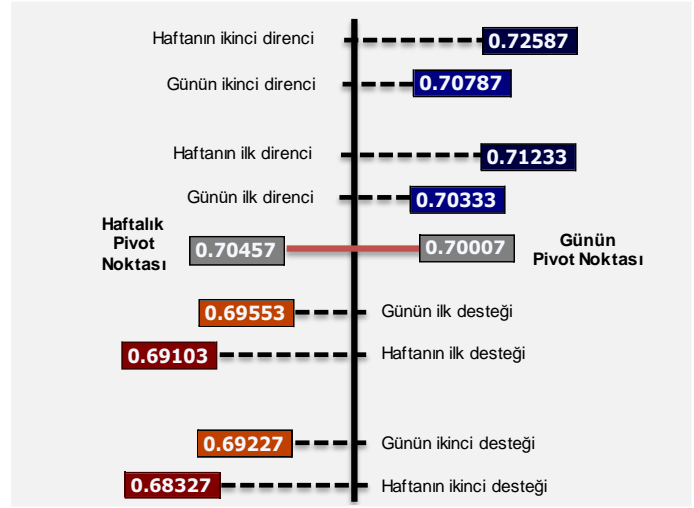 Haftanın ikinci direnci
0.72587
Günün ikinci direnci
0.70787
Haftanın ilk direnci
0.71233
Günün ilk direnci
0.70333
Haftalık
Pivot
Noktası
0.70457
0.70007
Günün
Pivot Noktası
0.69553
Günün ilk desteği
0.69103
Haftanın ilk desteği
0.69227
Günün ikinci desteği
0.68327
Haftanın ikinci desteği